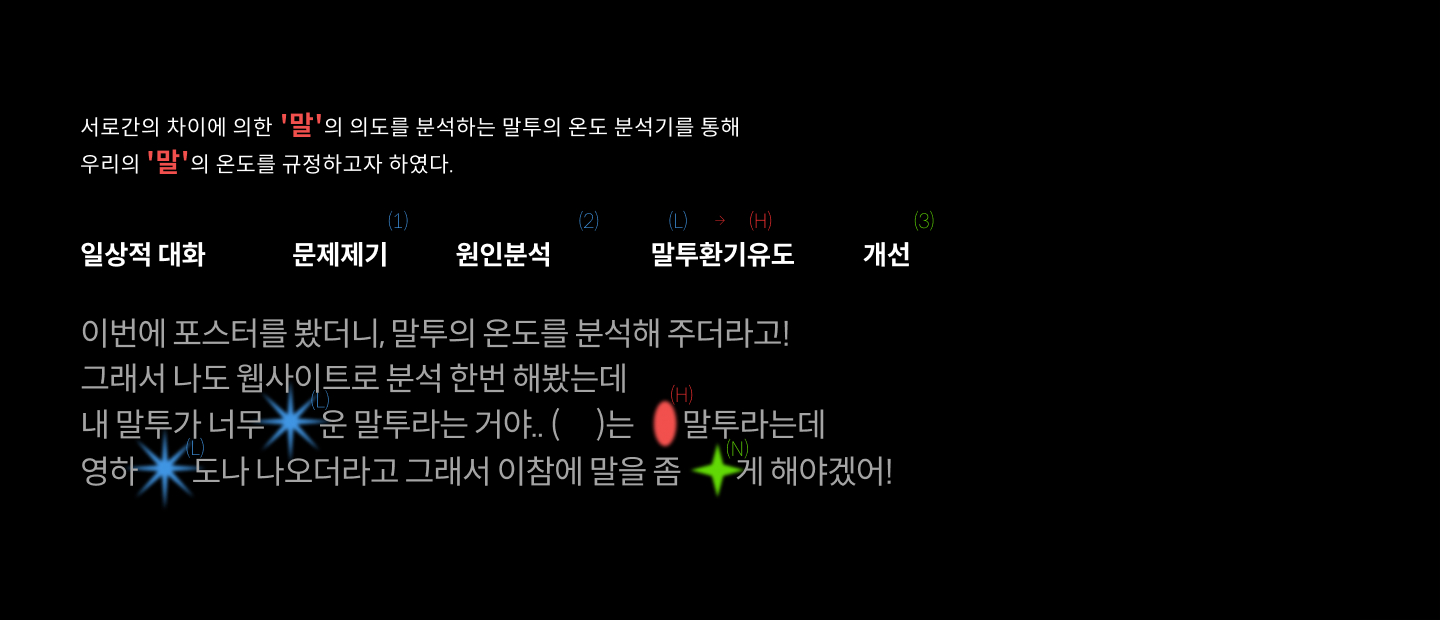 서로간의 차이에 의한 '말'의 의도를 분석하는 말투의 온도 분석기를 통해
우리의 '말'의 온도를 규정하고자 하였다.
(1) (2) (L) → (H) (3)
일상적 대화 문제제기 원인분석 말투환기유도 개선
이번에 포스터를 봤더니, 말투의 온도를 분석해 주더라고!
그래서 나도 웹사이트로 분석 한번 해봤는데
(L) (H)
내 말투가 너무 운 말투라는 거야.. ( )는 말투라는데
(L) (N)
영하 도나 나오더라고 그래서 이참에 말을 좀 게 해야겠어!